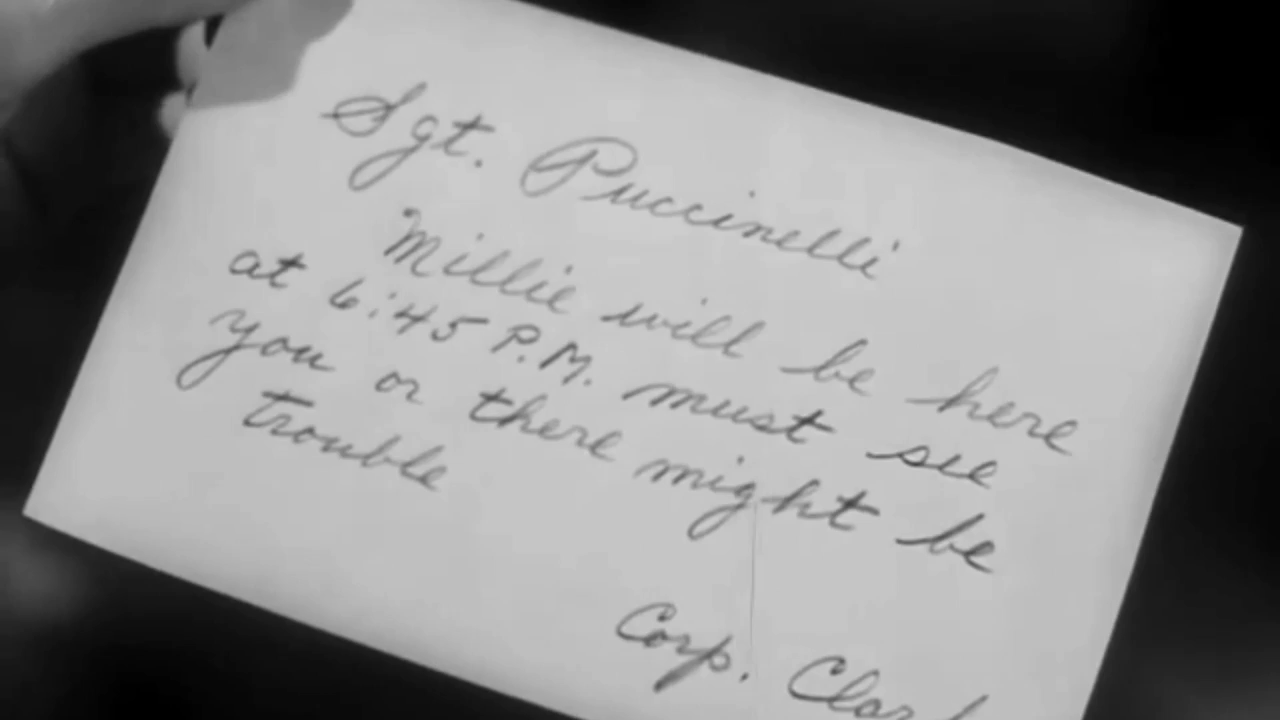 Sgt. Puccinelli
Millie will be here
at 6:45 P.M. must see
you or there might be
trouble
Corp.